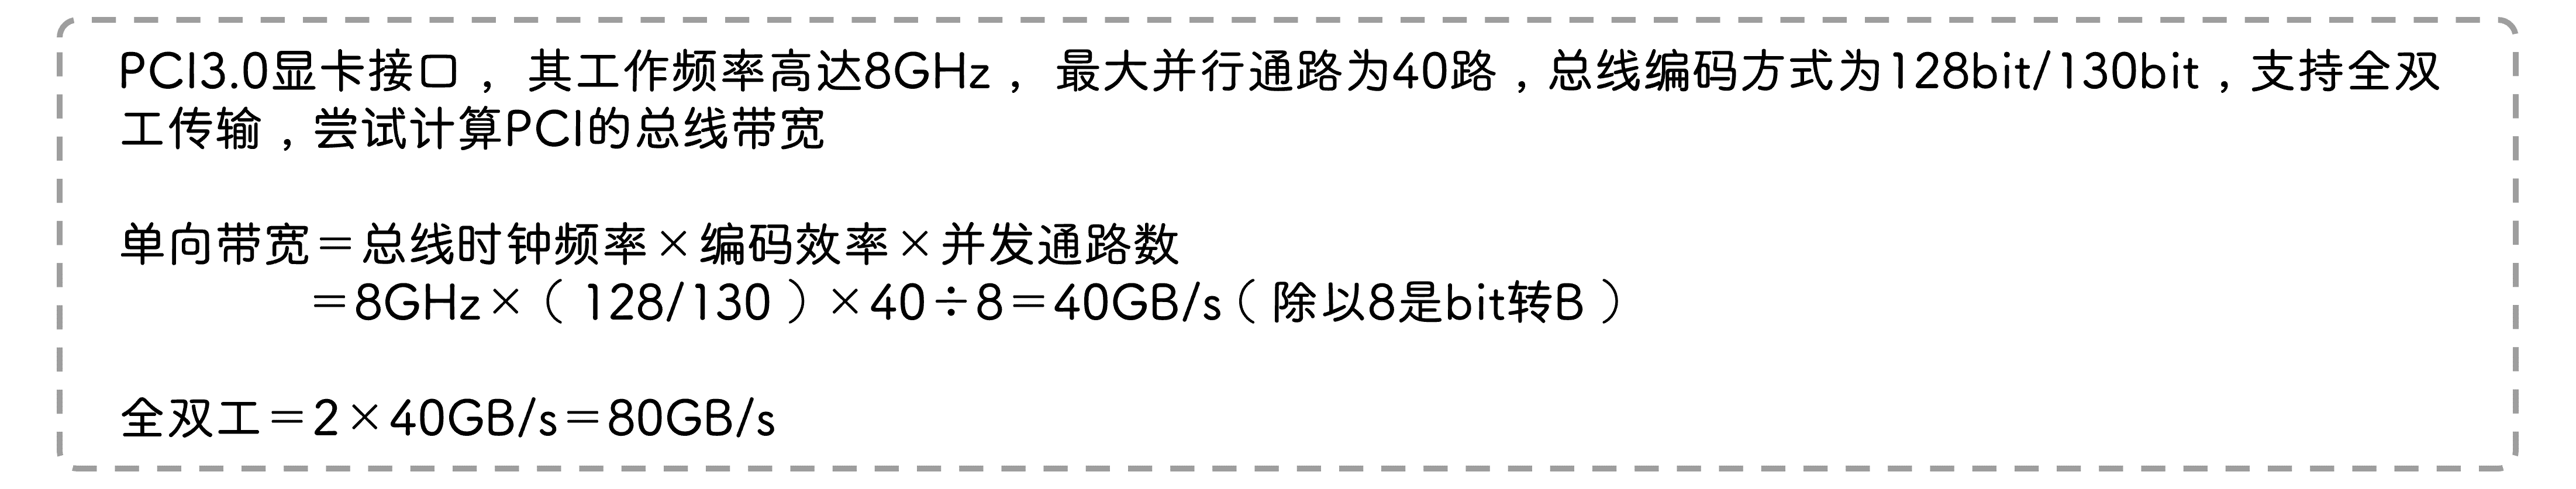 PCI3.0显卡接口， 其工作频率高达8GHz， 最大并行通路为40路，总线编码方式为128bit/130bit，支持全双
工传输，尝试计算PCI的总线带宽
单向带宽＝总线时钟频率×编码效率×并发通路数
＝8GHz×（128/130）×40÷8＝40GB/s（除以8是bit转B）
全双工＝2×40GB/s＝80GB/s